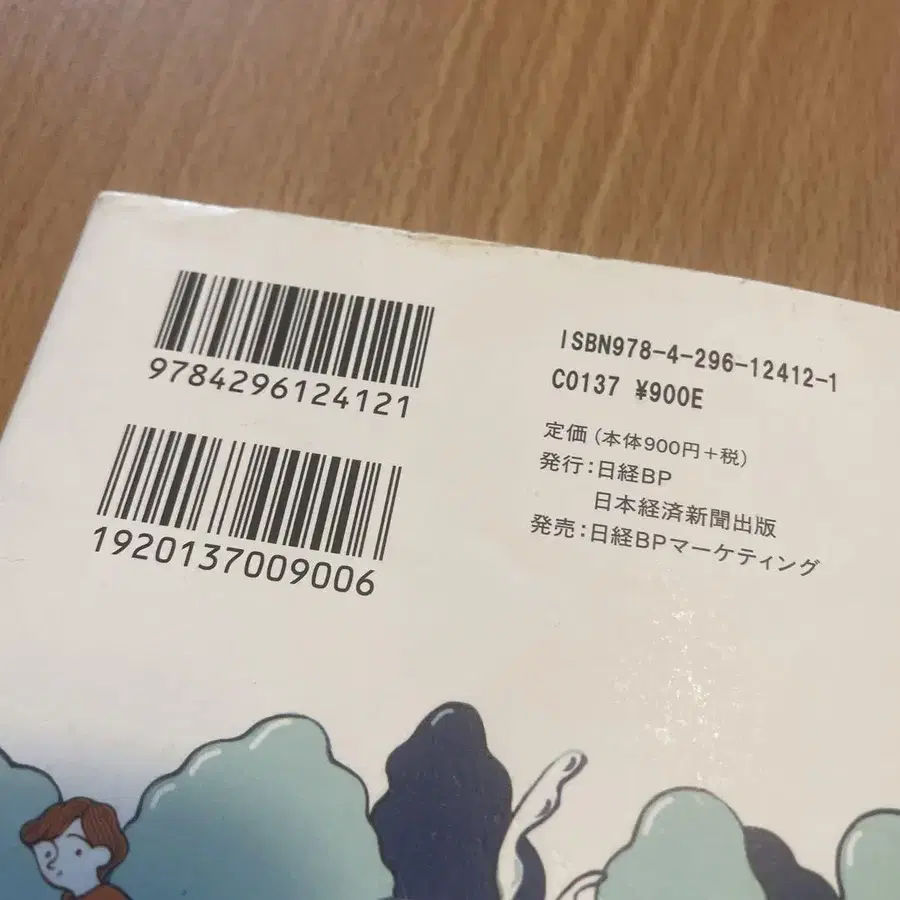 9784296124121
1920137009006
ISBN978-4-296-12412-1
C0137 ¥900E
定価(本体900円+税)
発行:日経BP
日本経済新聞出版
発売:日経BPマーケティング